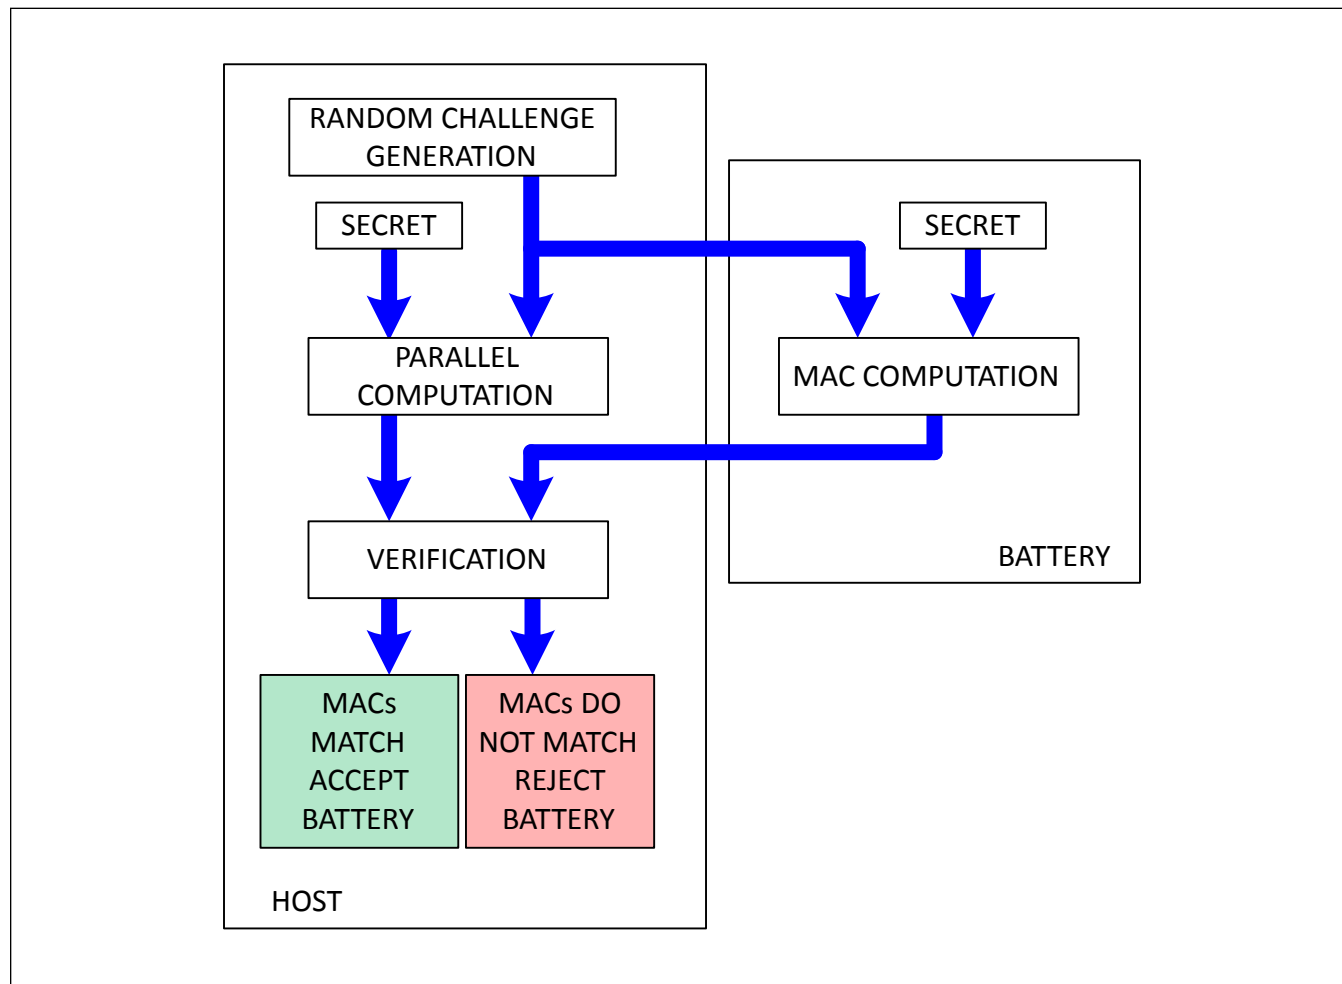 RANDOM CHALLENGE
GENERATION
SECRET
SECRET
PARALLEL
COMPUTATION
MAC COMPUTATION
VERIFICATION
BATTERY
MACs
MATCH
ACCEPT
BATTERY
MACs DO
NOT MATCH
REJECT
BATTERY
HOST